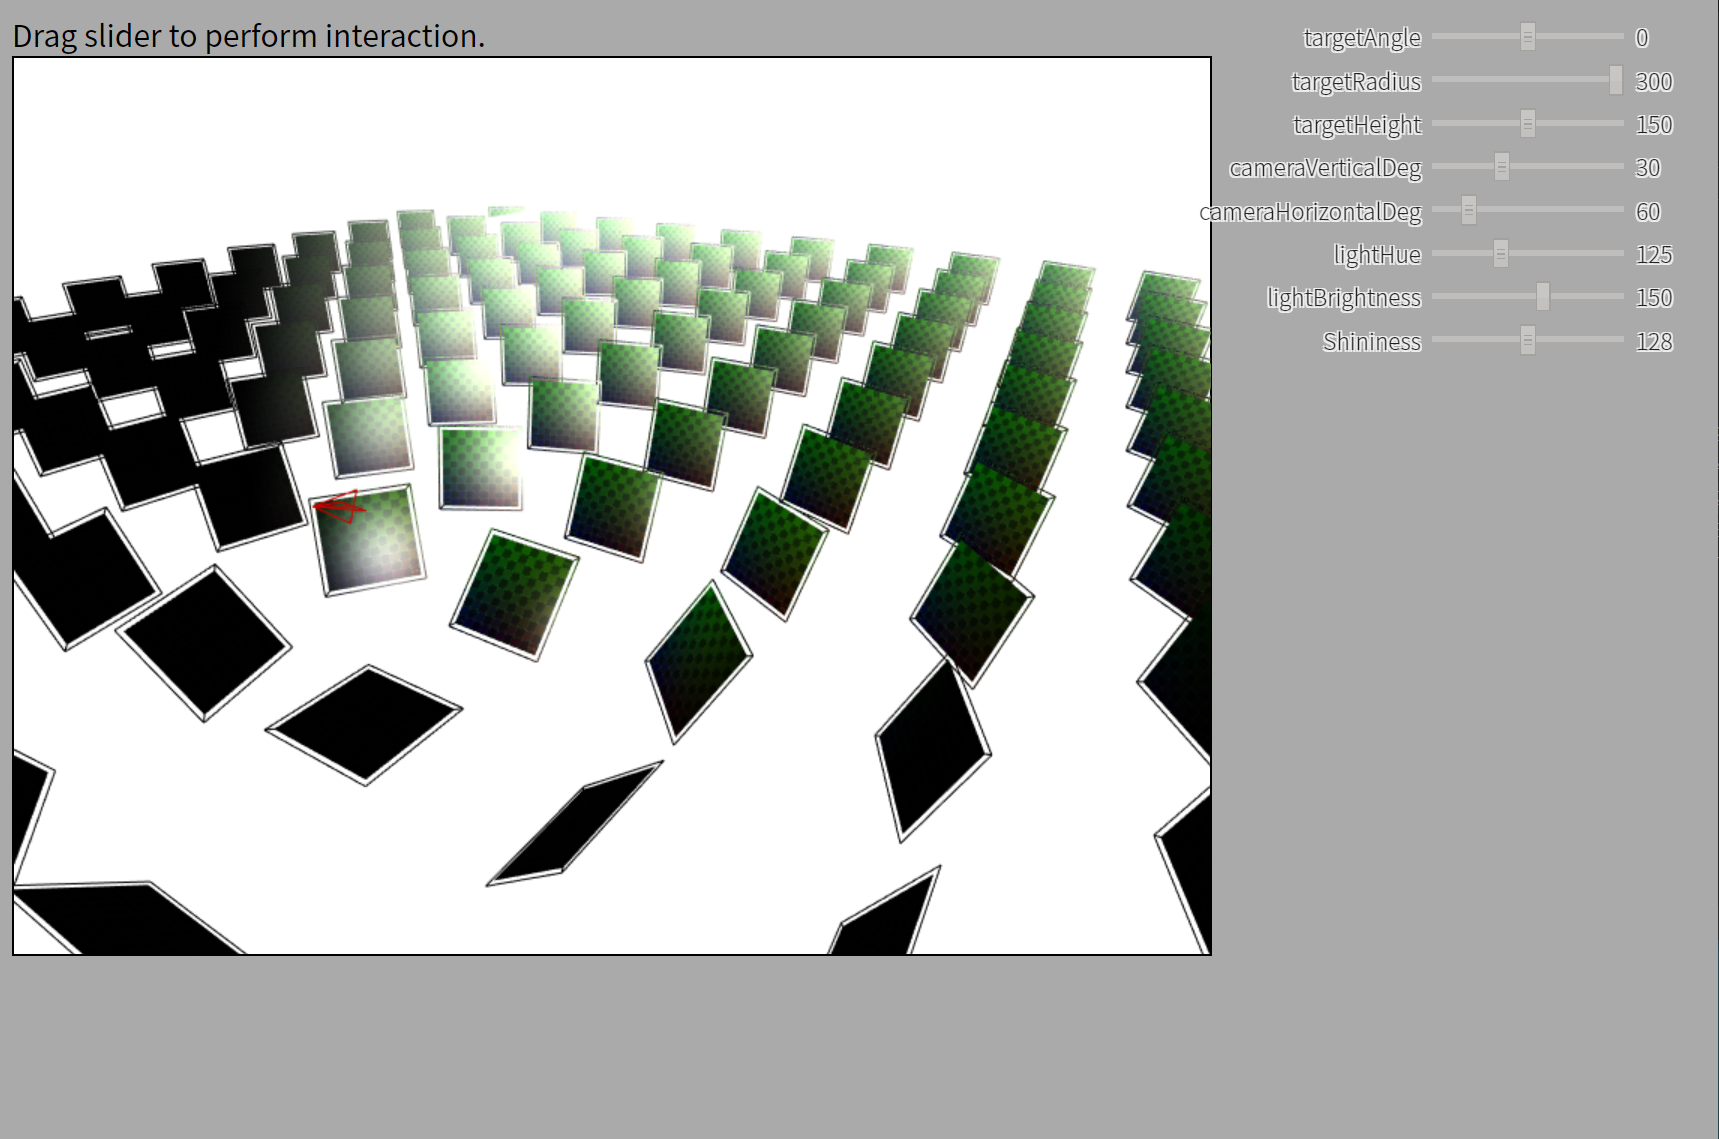 Drag slider to perform interaction.
targetAngle 0
targetRadius 300
targetHeight 150
cameraVerticalDeg 30
cameraHorizontalDeg 60
lightHue 125
lightBrightness 150
Shininess 128